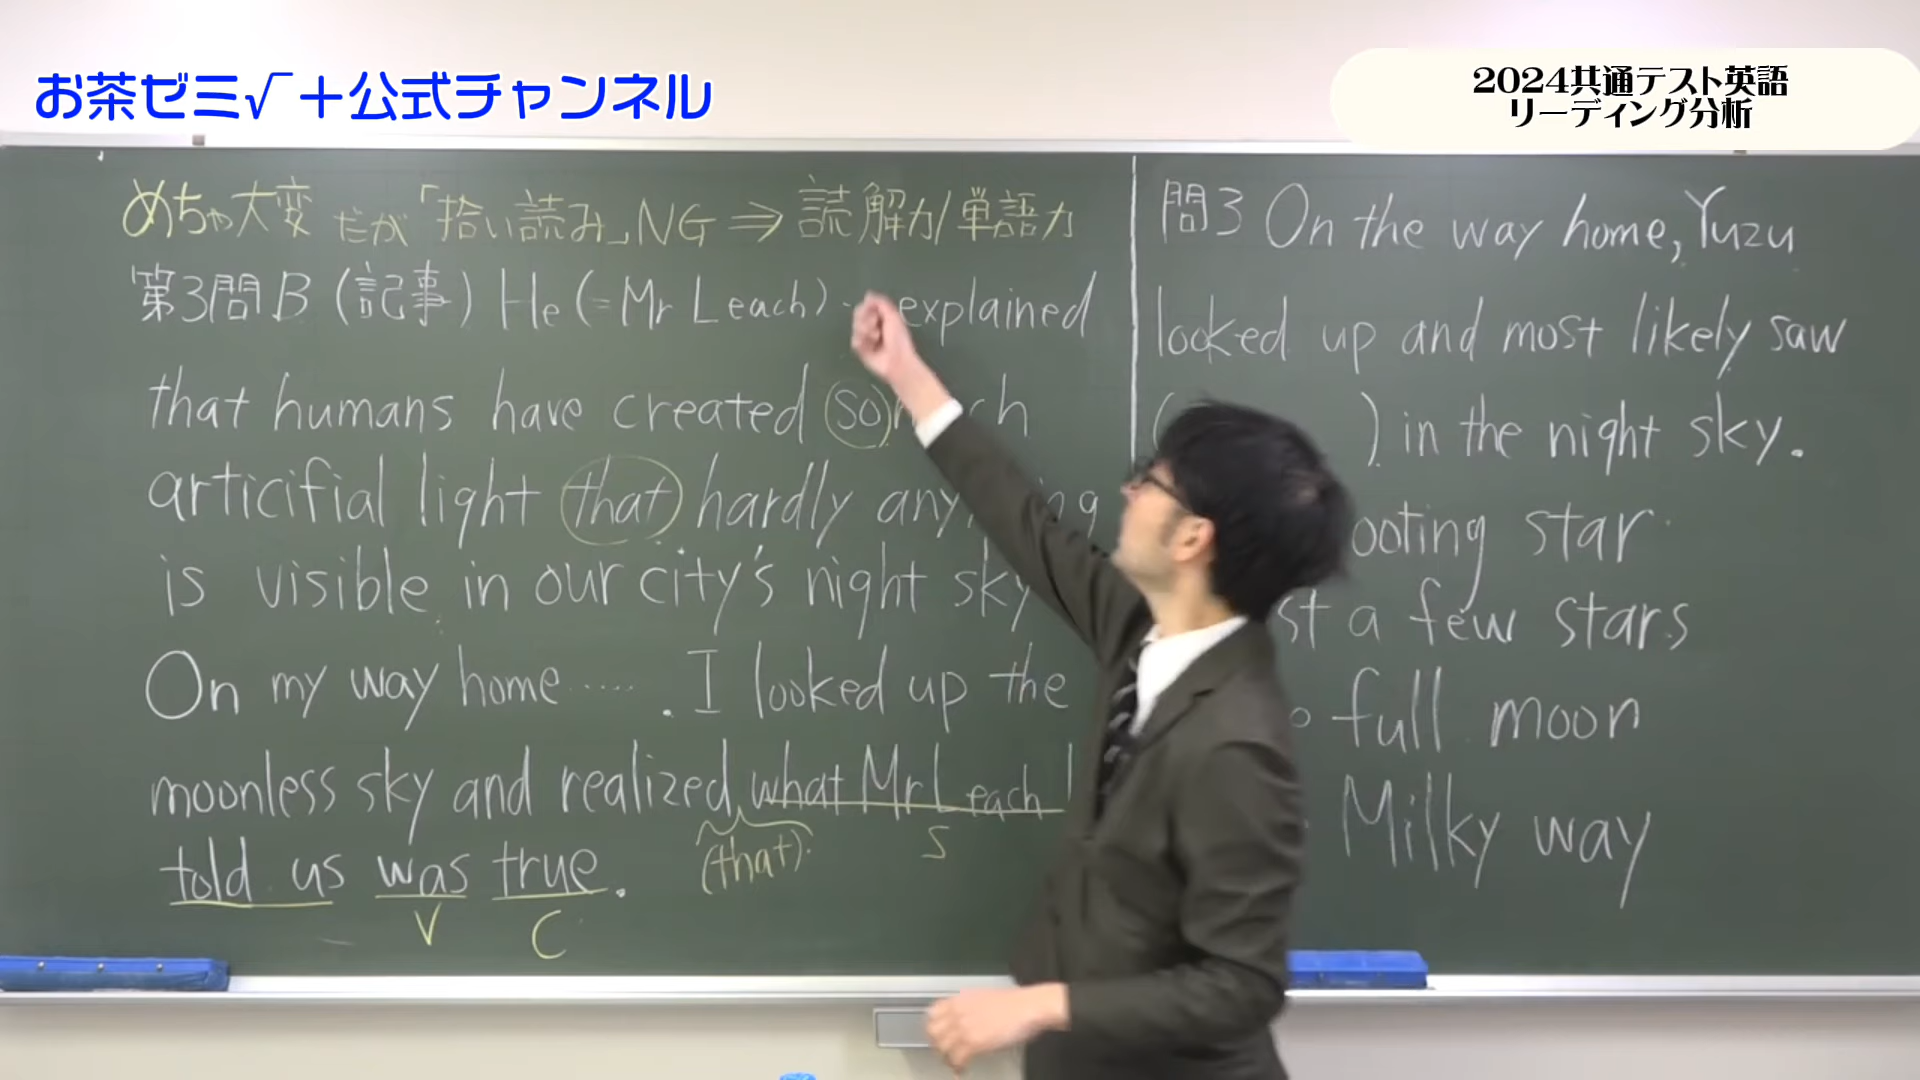 お茶ゼミ√+公式チャンネル
2024共通テスト英語
リーディング分析
めちゃ大変だが「拾い読み」NG ⇒ 読解力/単語力
第3問B (記事) He (=Mr Leach) … explained
that humans have created so
articifial light that hardly
is visible in our city's night sky
On my way home ..... . I looked up the
moonless sky and realized what Mr Leach
(that) S
told us was true.
V C
問3 On the way home, Yuzu
looked up and most likely saw
( ) in the night sky.
ooting star
st a few stars
full moon
Milky way